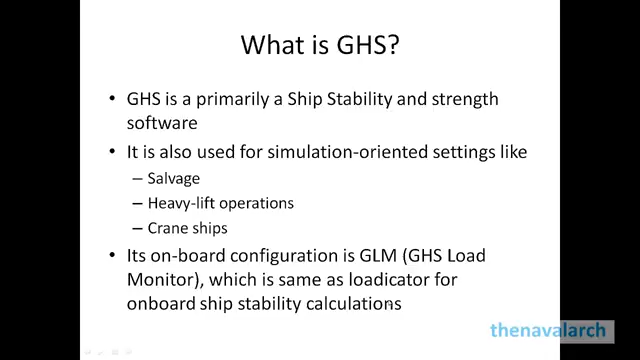 What is GHS?
• GHS is a primarily a Ship Stability and strength
software
• It is also used for simulation-oriented settings like
– Salvage
– Heavy-lift operations
– Crane ships
• Its on-board configuration is GLM (GHS Load
Monitor), which is same as loadicator for
onboard ship stability calculations
thenavalarch